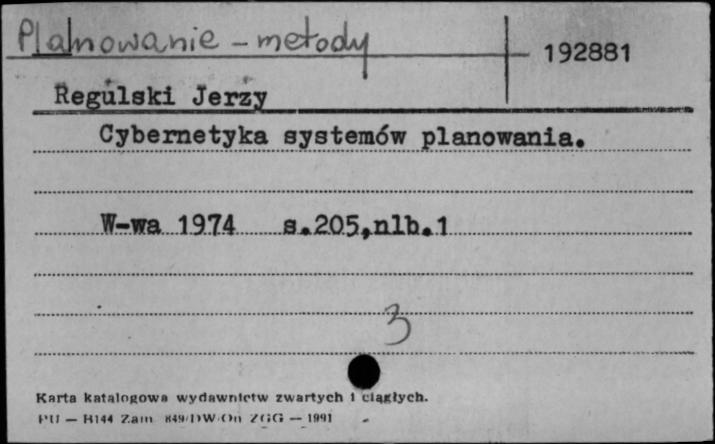 Planowanie - metody
192881
Regulski Jerzy
Cybernetyka systemów planowania.
W-wa 1974 s.205,nlb.1
3
Karta katalogowa wydawnictw zwartych i ciągłych.
PU — B144 Zam. 849/DW/On ZGG — 1991